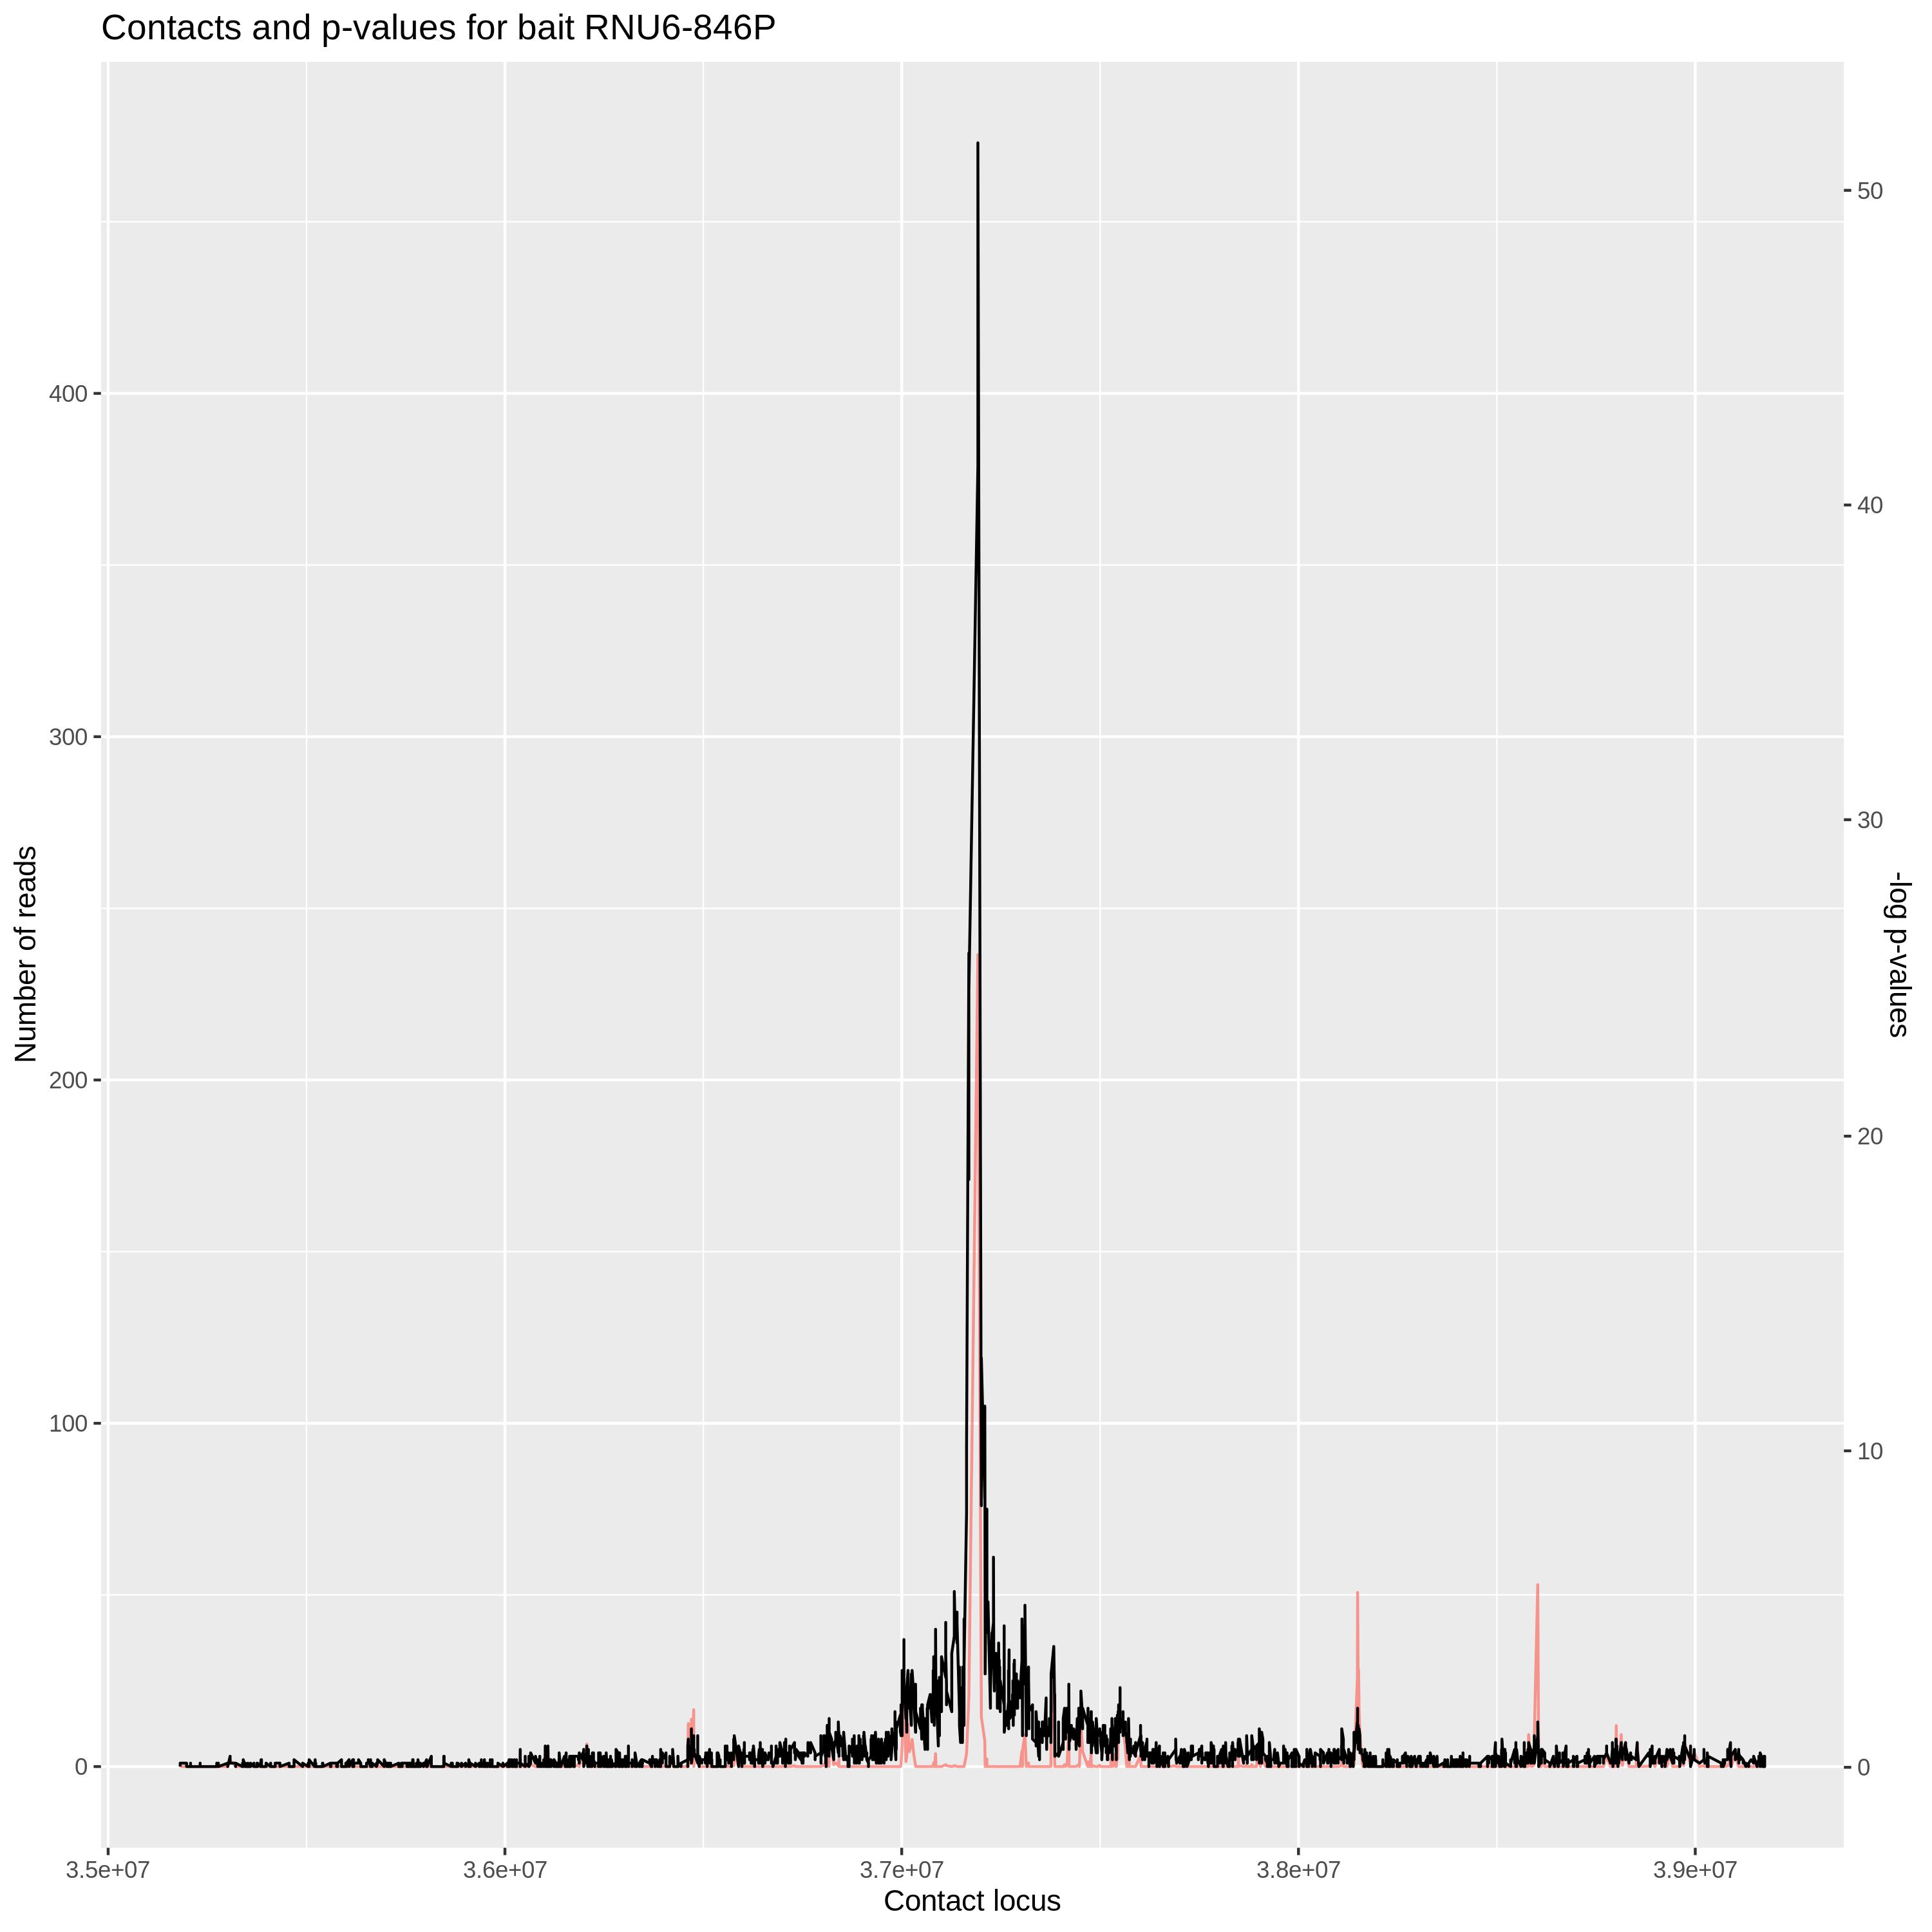 Contacts and p-values for bait RNU6-846P
Number of reads
400
300
200
100
0
50
40
30
20
10
0
-log p-values
3.5e+07 3.6e+07 3.7e+07 3.8e+07 3.9e+07
Contact locus